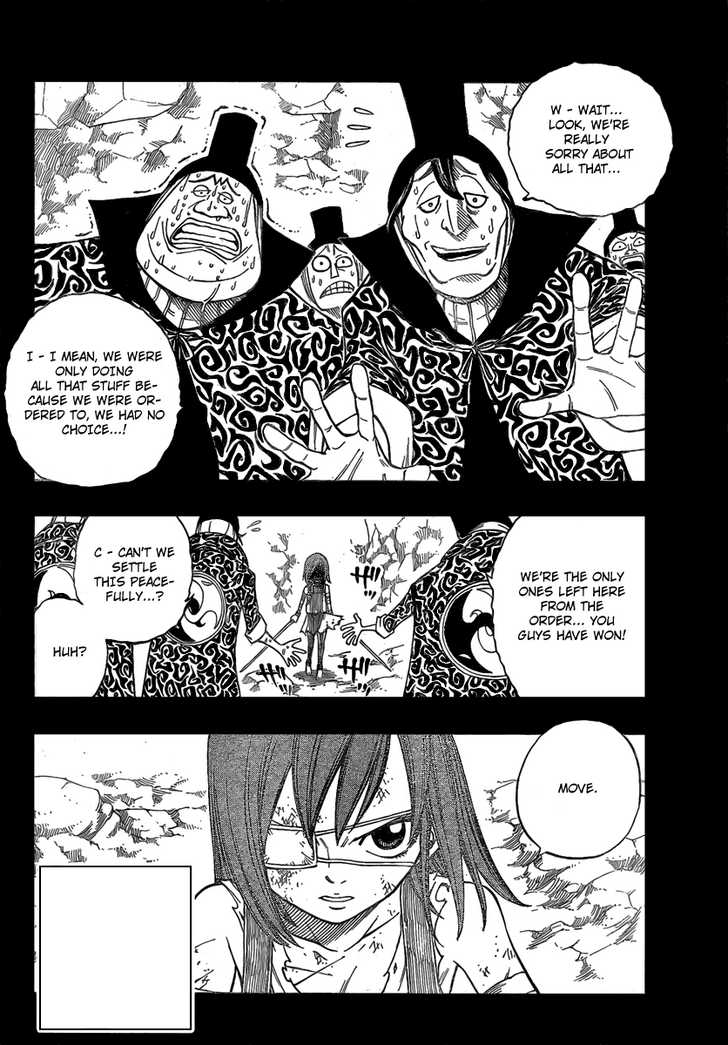 W - WAIT...
LOOK, WE'RE
REALLY
SORRY ABOUT
ALL THAT...
I - I MEAN, WE WERE
ONLY DOING
ALL THAT STUFF BE-
CAUSE WE WERE OR-
DERED TO, WE HAD NO
CHOICE...!
C - CAN'T WE
SETTLE
THIS PEACE-
FULLY...?
HUH?
WE'RE THE ONLY
ONES LEFT HERE
FROM THE
ORDER... YOU
GUYS HAVE WON!
MOVE.